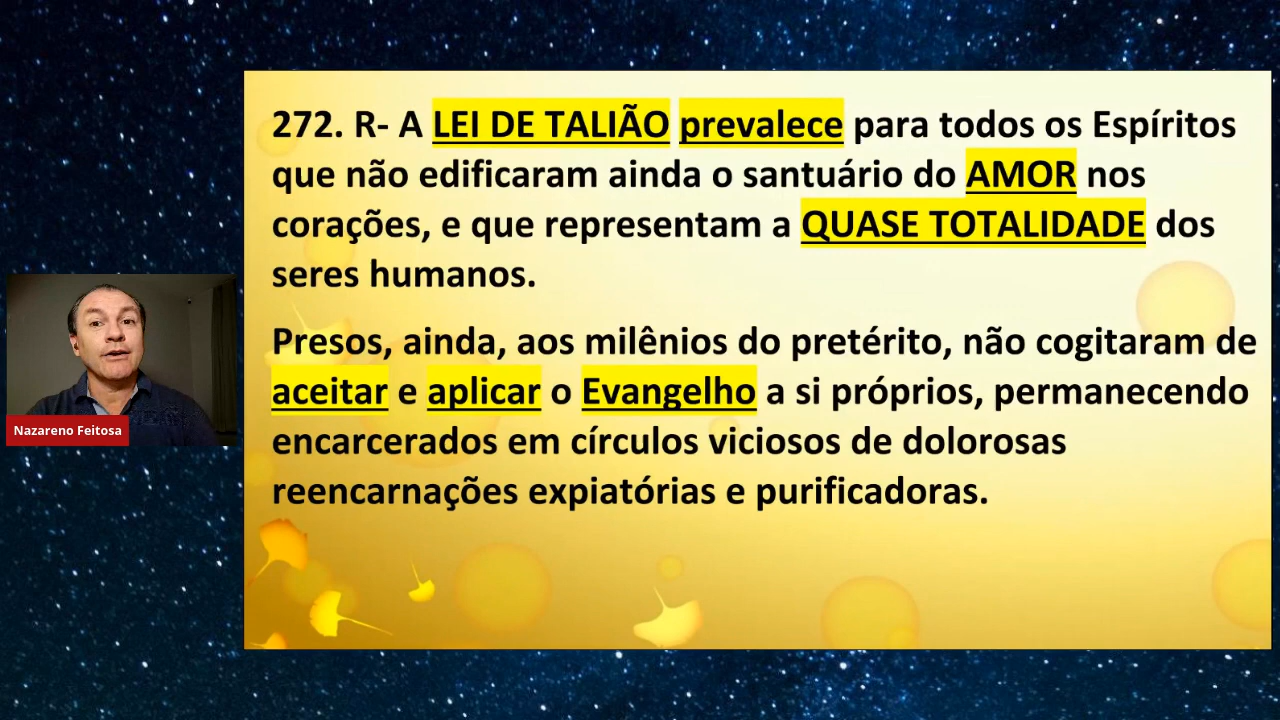 272. R- A LEI DE TALIÃO prevalece para todos os Espíritos
que não edificaram ainda o santuário do AMOR nos
corações, e que representam a QUASE TOTALIDADE dos
seres humanos.
Presos, ainda, aos milênios do pretérito, não cogitaram de
aceitar e aplicar o Evangelho a si próprios, permanecendo
encarcerados em círculos viciosos de dolorosas
reencarnações expiatórias e purificadoras.
Nazareno Feitosa